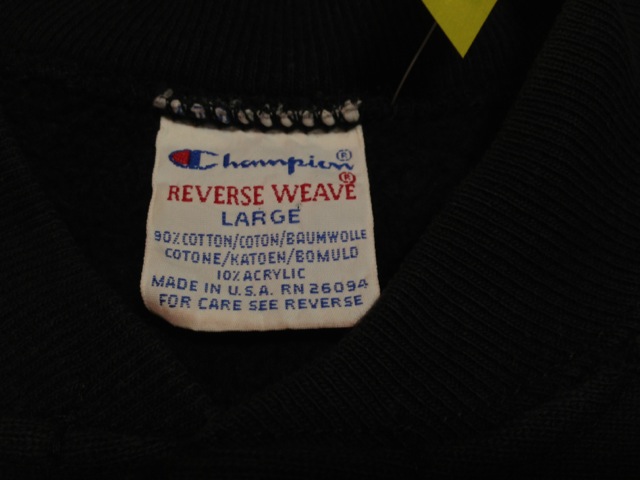 Champion®
REVERSE WEAVE®
LARGE
90% COTTON/COTON/BAUMWOLLE
COTONE/KATOEN/BOMULD
10% ACRYLIC
MADE IN U.S.A. RN 26094
FOR CARE SEE REVERSE